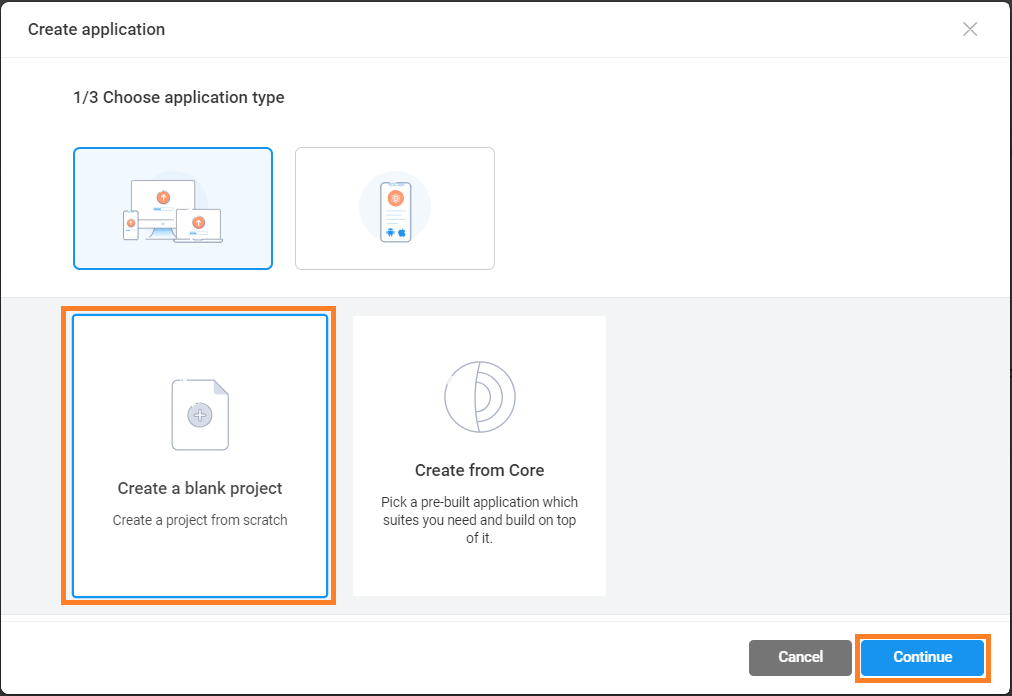 Create application
1/3 Choose application type
Create a blank project
Create a project from scratch
Create from Core
Pick a pre-built application which
suites you need and build on top
of it.
Cancel
Continue